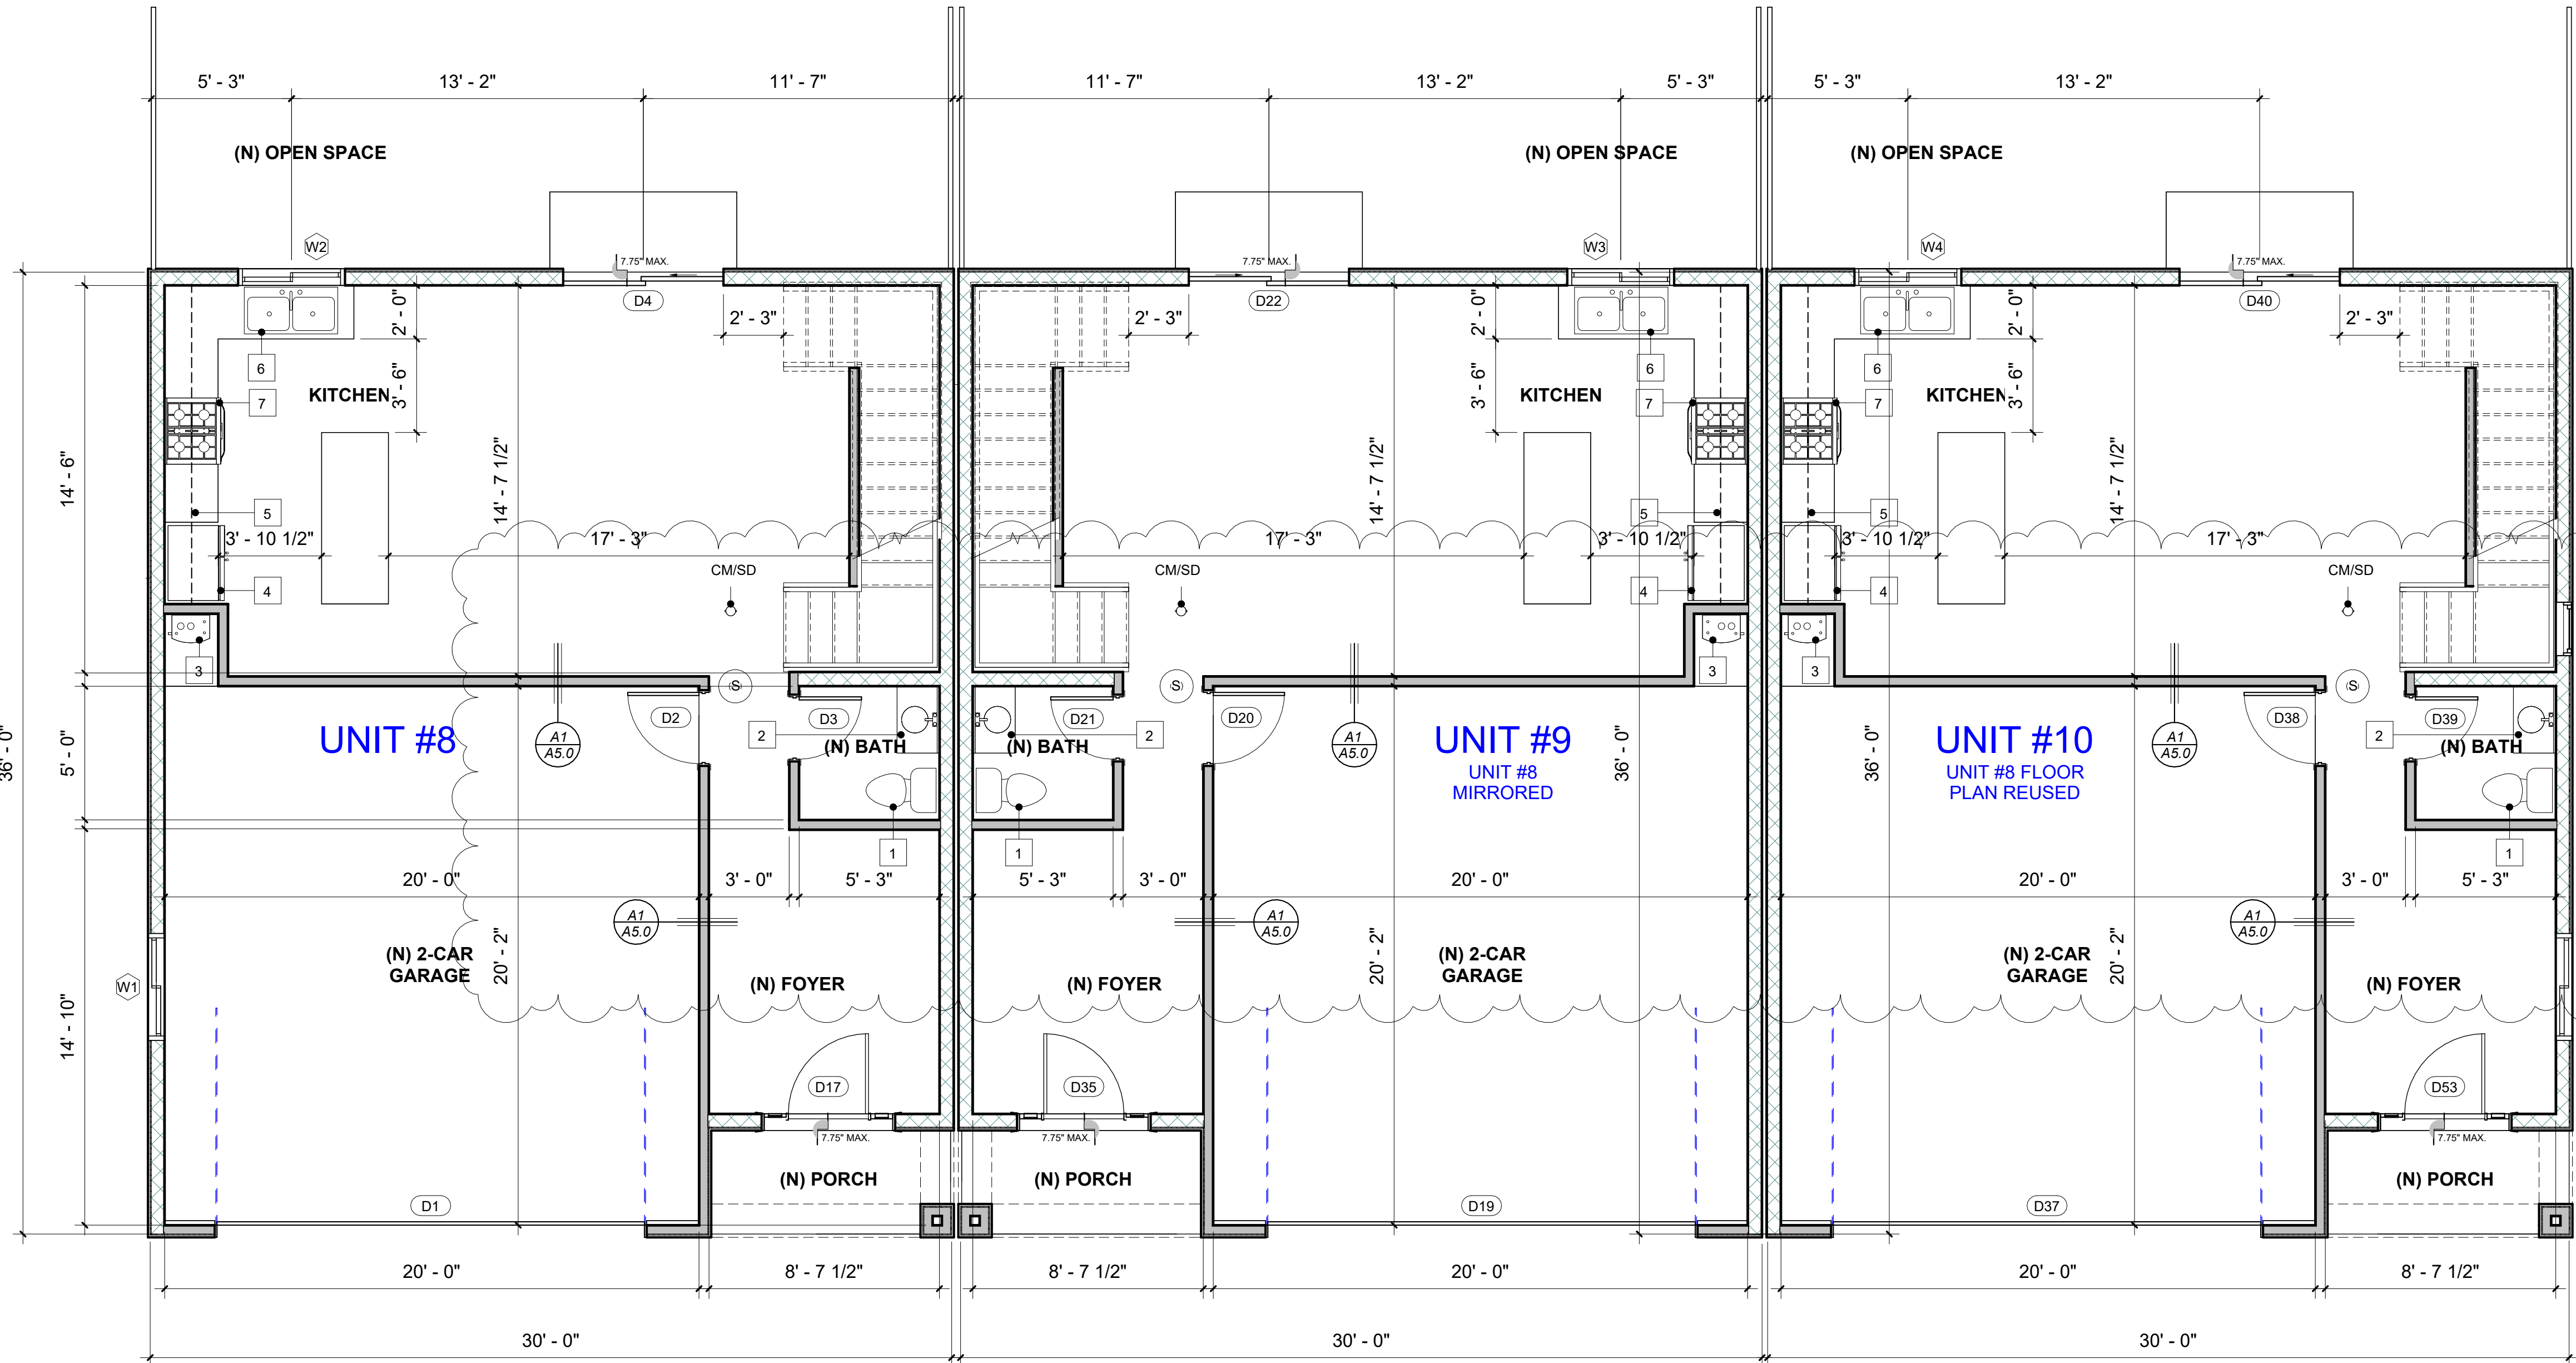 5' - 3"
13' - 2"
11' - 7"
11' - 7"
13' - 2"
5' - 3"
5' - 3"
13' - 2"
(N) OPEN SPACE
(N) OPEN SPACE
(N) OPEN SPACE
W2
W3
W4
7.75" MAX.
7.75" MAX.
7.75" MAX.
D4
D22
D40
2' - 3"
2' - 3"
2' - 3"
2' - 0"
2' - 0"
2' - 0"
6
6
6
3' - 6"
3' - 6"
3' - 6"
KITCHEN
KITCHEN
KITCHEN
7
7
7
14' - 6"
14' - 7 1/2"
14' - 7 1/2"
14' - 7 1/2"
5
5
5
3' - 10 1/2"
17' - 3"
17' - 3"
3' - 10 1/2"
3' - 10 1/2"
17' - 3"
CM/SD
CM/SD
CM/SD
4
4
4
3
3
3
S
S
S
36' - 0"
5' - 0"
UNIT #8
A1
A5.0
D2
2
D3
(N) BATH
D21
(N) BATH
2
D20
A1
A5.0
UNIT #9
UNIT #8
MIRRORED
36' - 0"
36' - 0"
UNIT #10
UNIT #8 FLOOR
PLAN REUSED
A1
A5.0
D38
2
D39
(N) BATH
1
1
1
20' - 0"
3' - 0"
5' - 3"
5' - 3"
3' - 0"
20' - 0"
20' - 0"
3' - 0"
5' - 3"
A1
A5.0
A1
A5.0
A1
A5.0
(N) 2-CAR
GARAGE
20' - 2"
(N) FOYER
(N) FOYER
20' - 2"
(N) 2-CAR
GARAGE
(N) 2-CAR
GARAGE
20' - 2"
(N) FOYER
W1
14' - 10"
D17
D35
D53
7.75" MAX.
7.75" MAX.
7.75" MAX.
(N) PORCH
(N) PORCH
(N) PORCH
D1
D19
D37
20' - 0"
8' - 7 1/2"
8' - 7 1/2"
20' - 0"
20' - 0"
8' - 7 1/2"
30' - 0"
30' - 0"
30' - 0"